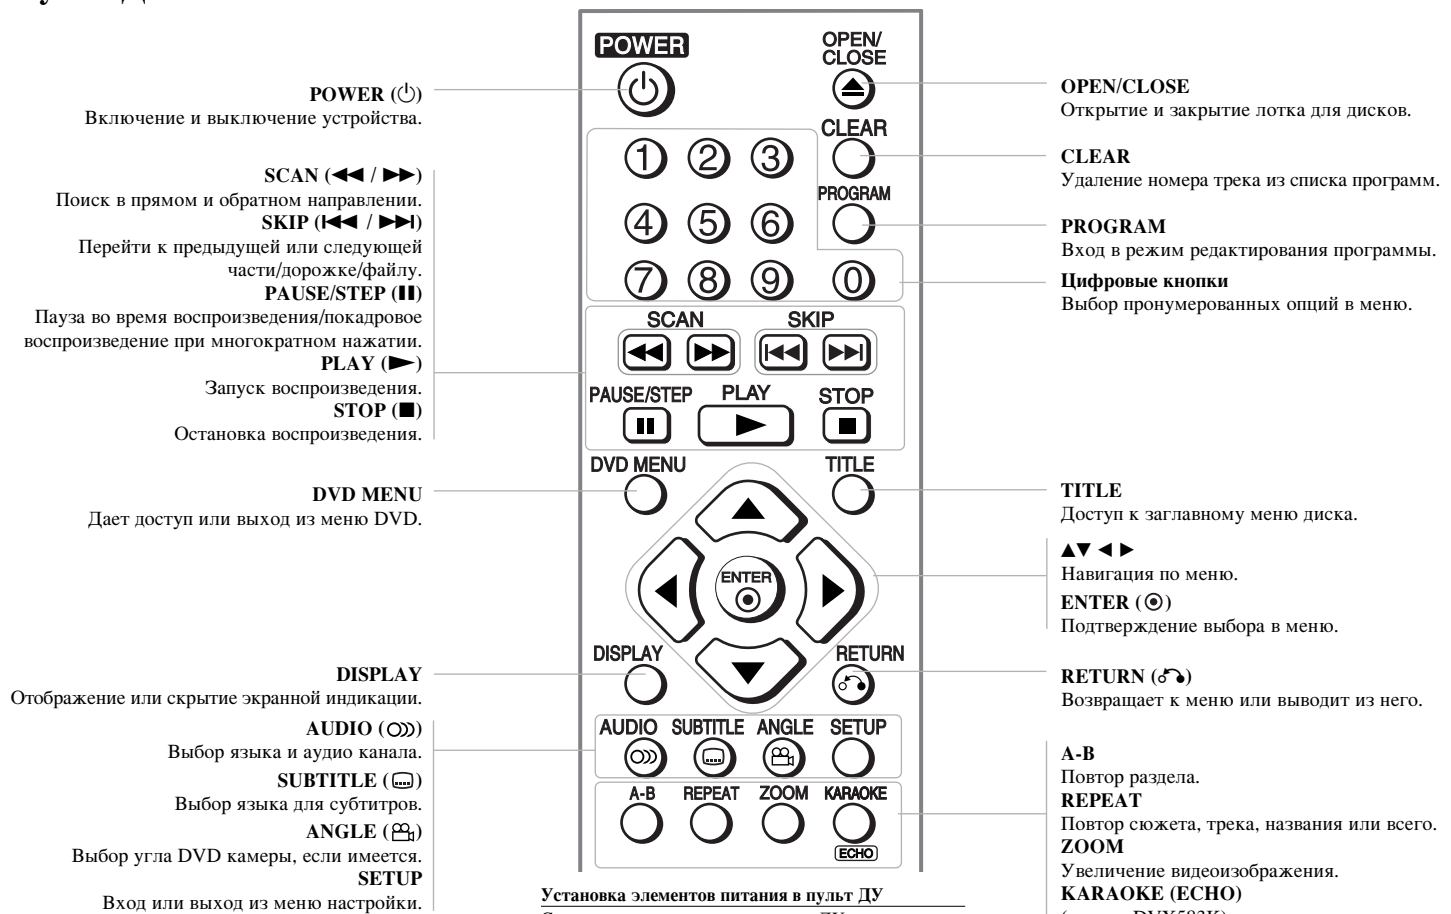 POWER (⏻)
Включение и выключение устройства.
SCAN (◀◀ / ▶▶)
Поиск в прямом и обратном направлении.
SKIP (I◀◀ / ▶▶I)
Перейти к предыдущей или следующей
части/дорожке/файлу.
PAUSE/STEP (II)
Пауза во время воспроизведения/покадровое
воспроизведение при многократном нажатии.
PLAY (▶)
Запуск воспроизведения.
STOP (■)
Остановка воспроизведения.
DVD MENU
Дает доступ или выход из меню DVD.
DISPLAY
Отображение или скрытие экранной индикации.
AUDIO ()
Выбор языка и аудио канала.
SUBTITLE ()
Выбор языка для субтитров.
ANGLE ()
Выбор угла DVD камеры, если имеется.
SETUP
Вход или выход из меню настройки.
POWER
OPEN/
CLOSE
CLEAR
1 2 3
PROGRAM
4 5 6
7 8 9 0
SCAN SKIP
PAUSE/STEP PLAY STOP
DVD MENU TITLE
ENTER
DISPLAY RETURN
AUDIO SUBTITLE ANGLE SETUP
A-B REPEAT ZOOM KARAOKE
ECHO
Установка элементов питания в пульт ДУ
OPEN/CLOSE
Открытие и закрытие лотка для дисков.
CLEAR
Удаление номера трека из списка программ.
PROGRAM
Вход в режим редактирования программы.
Цифровые кнопки
Выбор пронумерованных опций в меню.
TITLE
Доступ к заглавному меню диска.
▲▼ ◀ ▶
Навигация по меню.
ENTER (◉)
Подтверждение выбора в меню.
RETURN ()
Возвращает к меню или выводит из него.
A-B
Повтор раздела.
REPEAT
Повтор сюжета, трека, названия или всего.
ZOOM
Увеличение видеоизображения.
KARAOKE (ECHO)